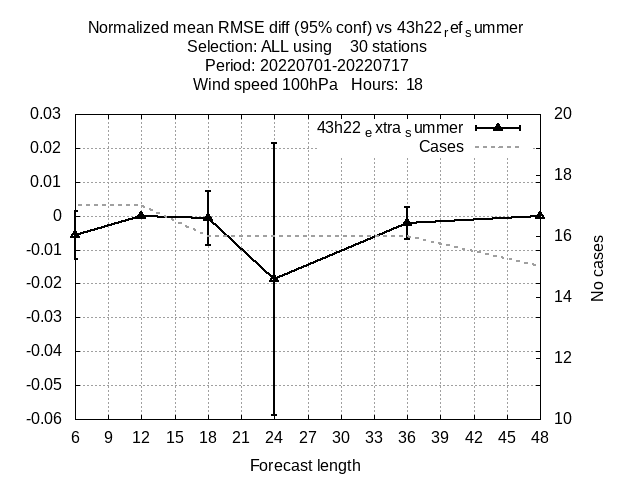 Normalized mean RMSE diff (95% conf) vs 43h22refsummer
Selection: ALL using 30 stations
Period: 20220701-20220717
Wind speed 100hPa Hours: 18
43h22extrasummer
Cases
0.03
0.02
0.01
0
-0.01
-0.02
-0.03
-0.04
-0.05
-0.06
20
18
16
14
12
10
No cases
6 9 12 15 18 21 24 27 30 33 36 39 42 45 48
Forecast length